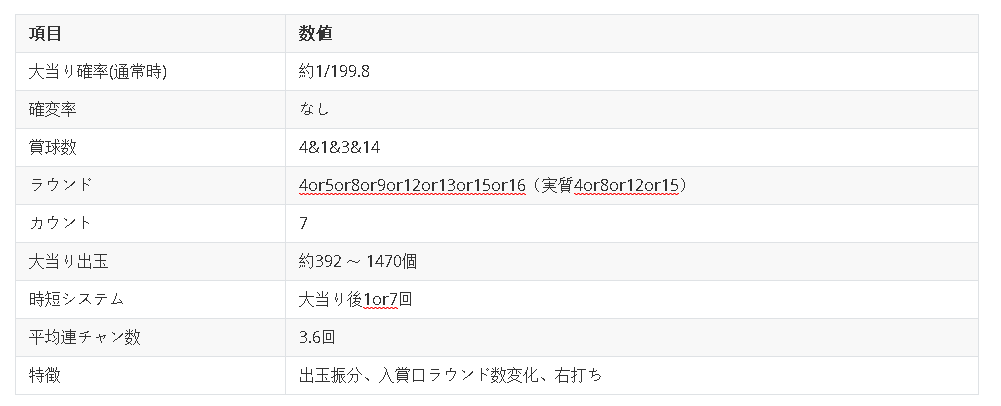 項目 数値
大当り確率(通常時) 約1/199.8
確変率 なし
賞球数 4&1&3&14
ラウンド 4or5or8or9or12or13or15or16（実質4or8or12or15）
カウント 7
大当り出玉 約392 ～ 1470個
時短システム 大当り後1or7回
平均連チャン数 3.6回
特徴 出玉振分、入賞口ラウンド数変化、右打ち